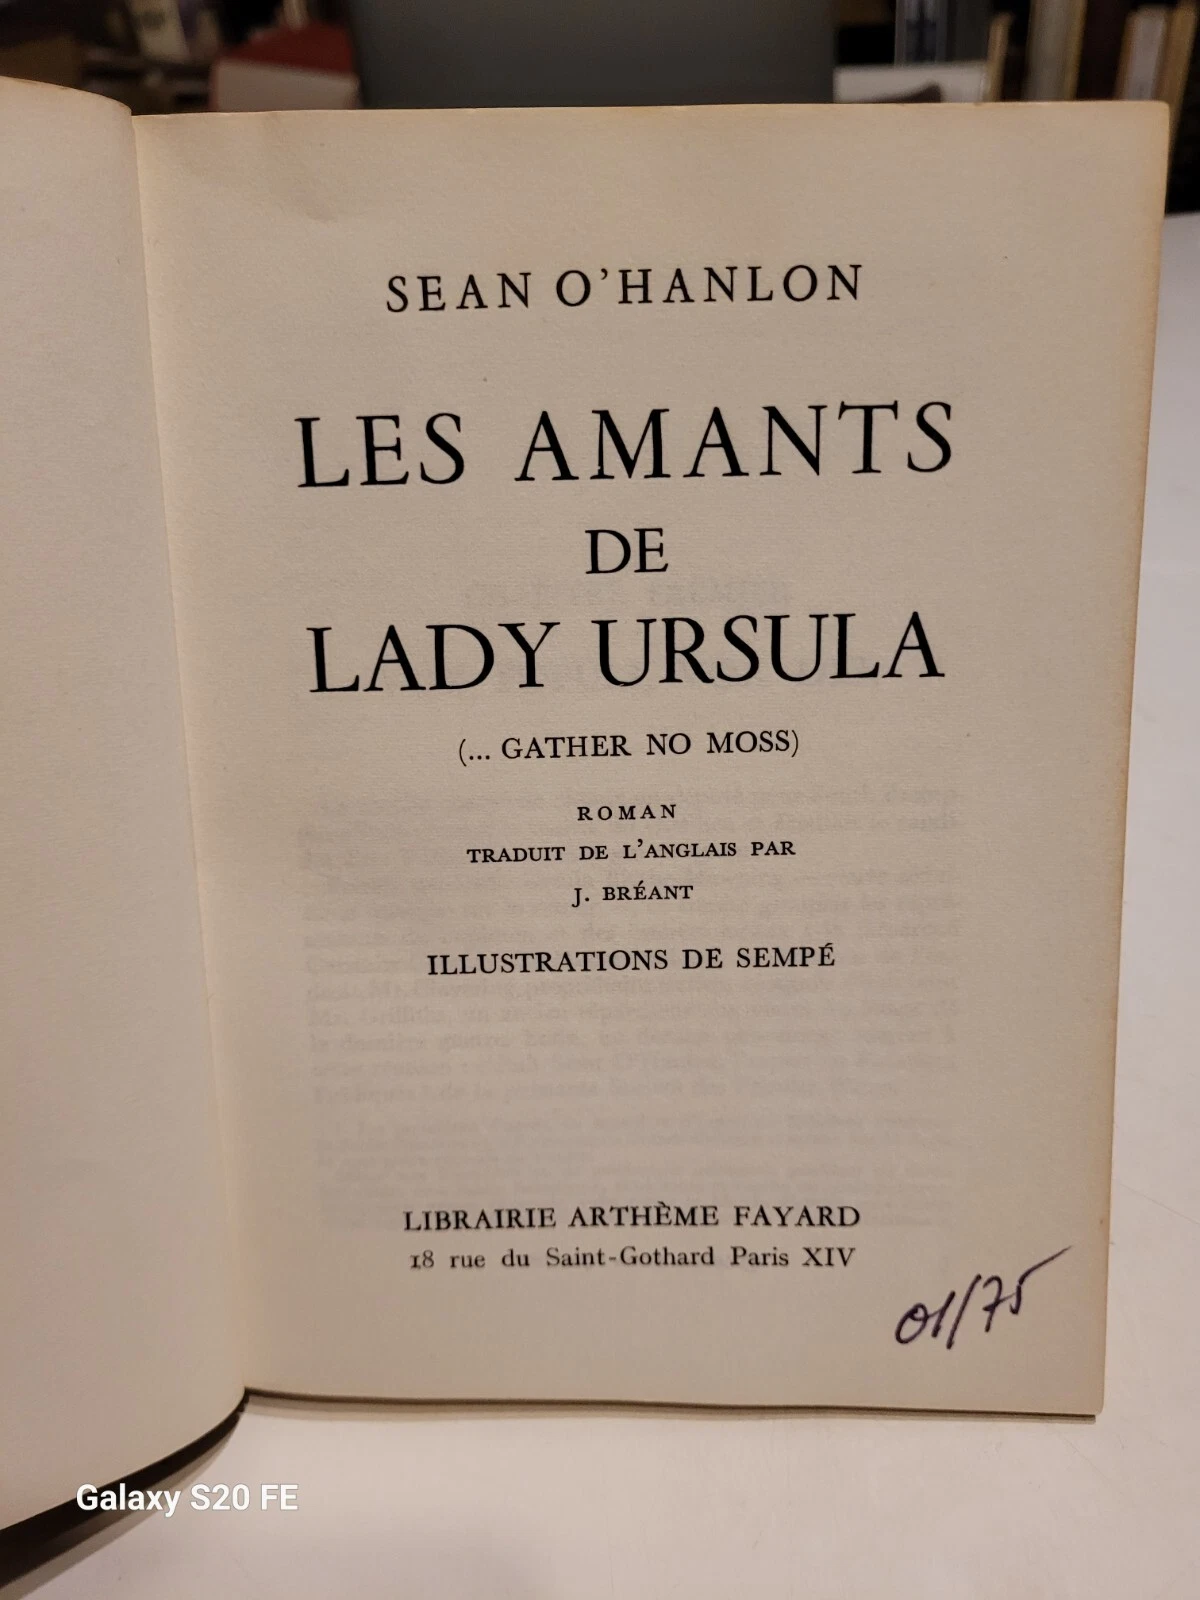 SEAN O'HANLON
LES AMANTS
DE
LADY URSULA
(... GATHER NO MOSS)
ROMAN
TRADUIT DE L'ANGLAIS PAR
J. BRÉANT
ILLUSTRATIONS DE SEMPÉ
LIBRAIRIE ARTHÈME FAYARD
18 rue du Saint-Gothard Paris XIV
01/75
Galaxy S20 FE